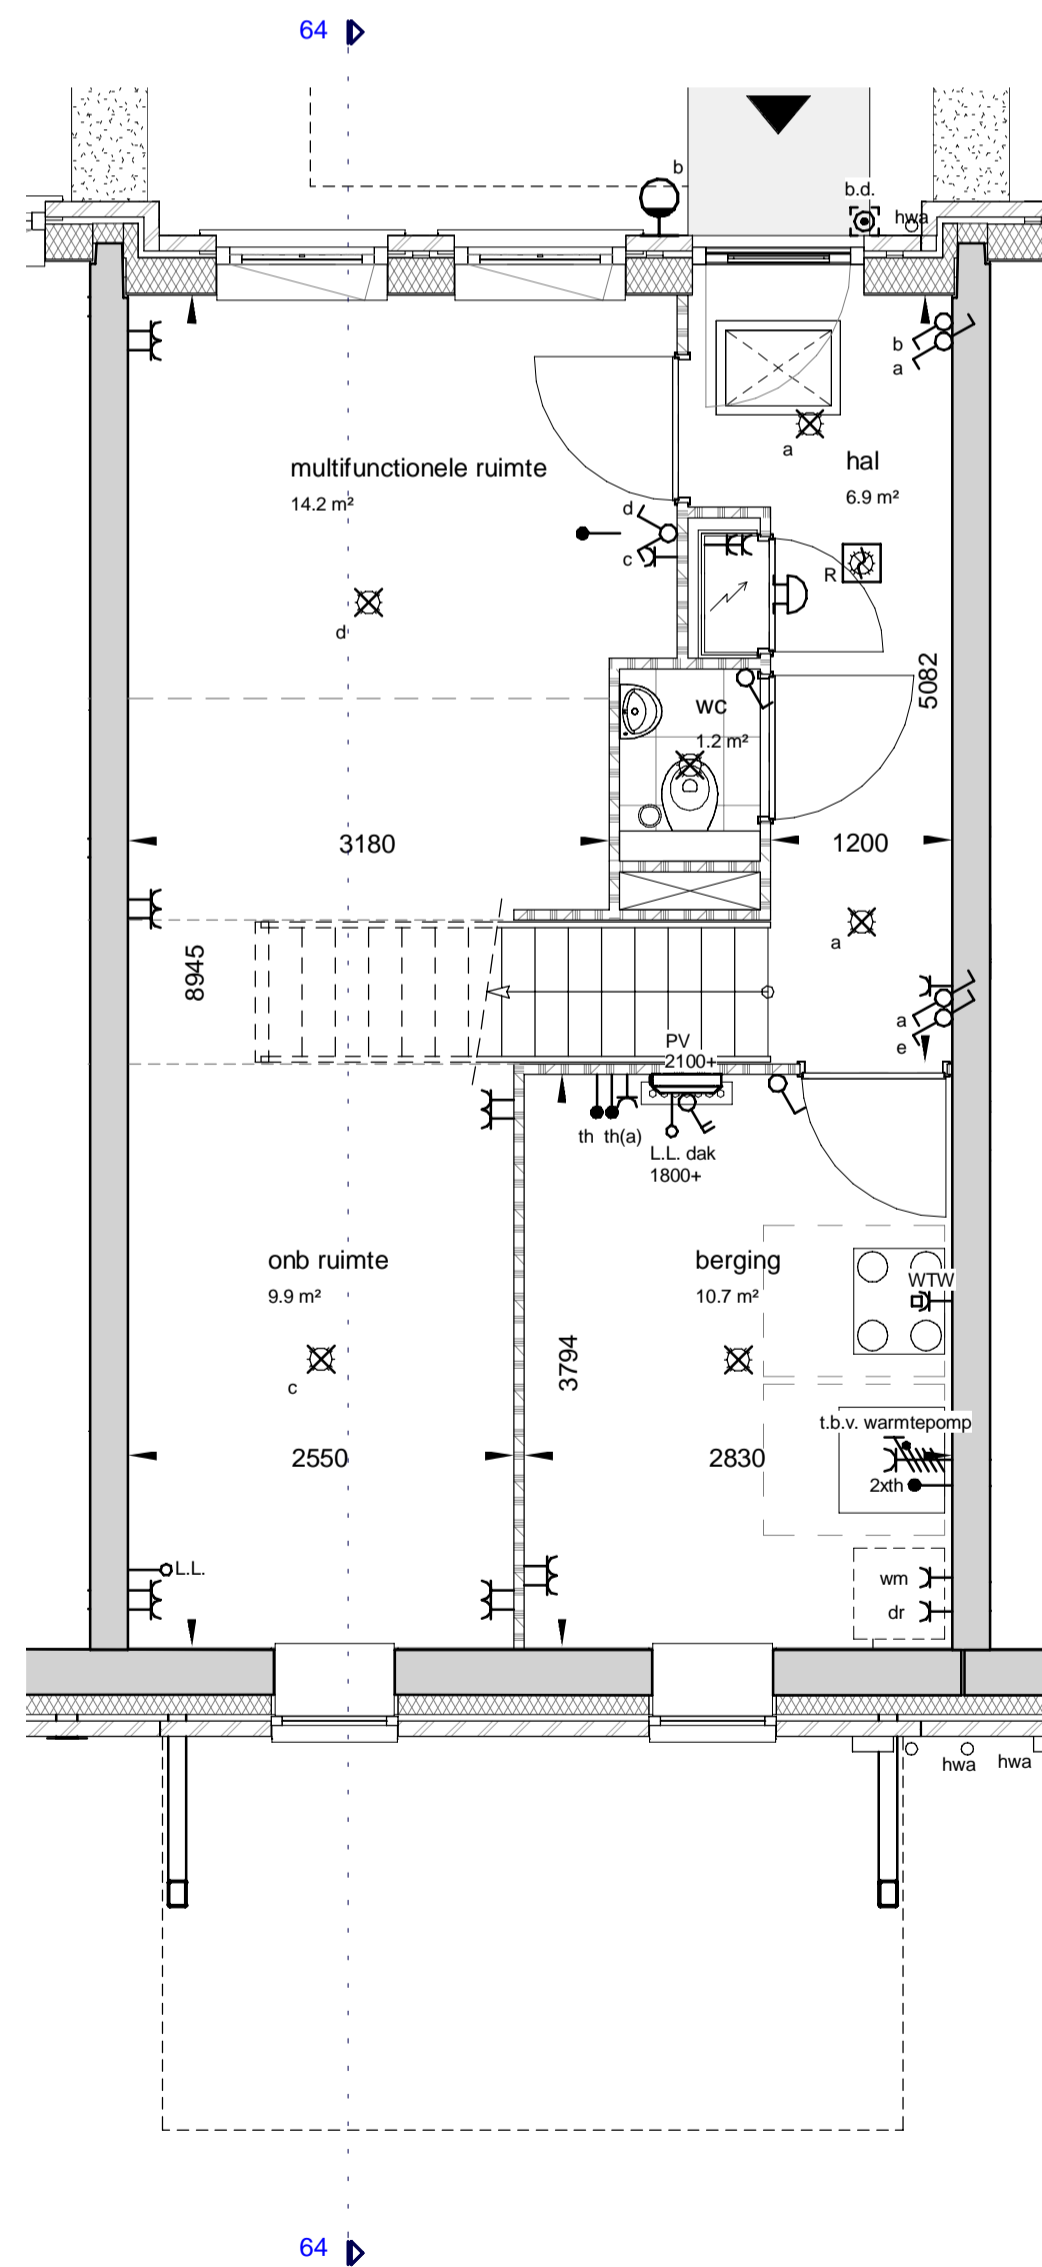 64
b
b.d.
hwa
b
a
a
multifunctionele ruimte
14.2 m²
hal
6.9 m²
d
c
R
d
5082
wc
1.2 m²
3180
1200
a
8945
a
e
PV
2100+
th th(a)
L.L. dak
1800+
onb ruimte
9.9 m²
berging
10.7 m²
WTW
c
3794
t.b.v. warmtepomp
2550
2830
2xth
L.L.
wm
dr
hwa
hwa
64